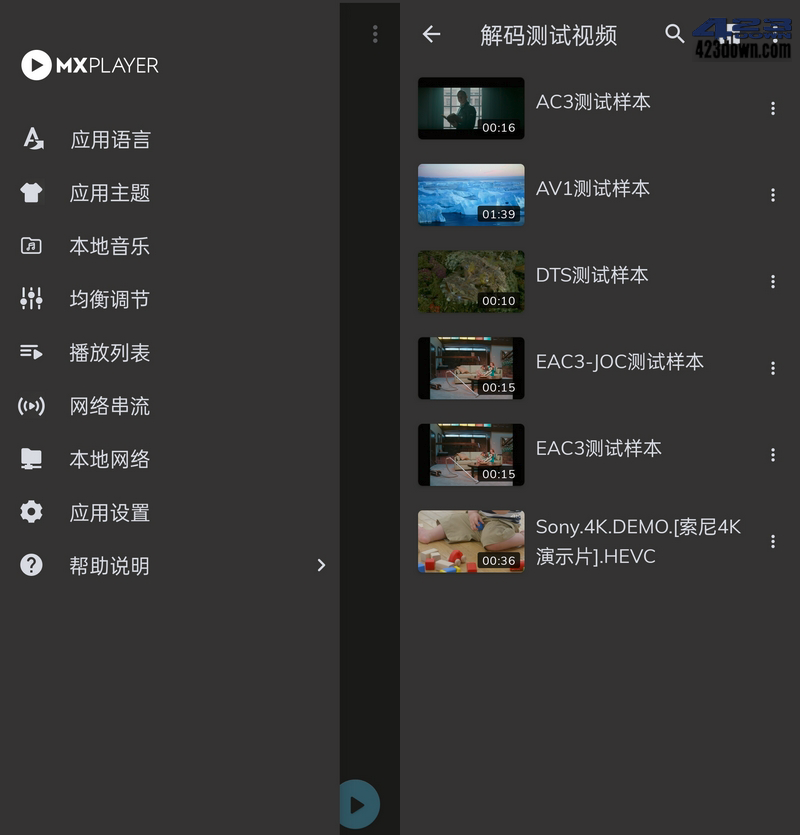 MXPLAYER
应用语言
应用主题
本地音乐
均衡调节
播放列表
网络串流
本地网络
应用设置
帮助说明
解码测试视频
423
423down.com
00:16
AC3测试样本
01:39
AV1测试样本
00:10
DTS测试样本
00:15
EAC3-JOC测试样本
00:15
EAC3测试样本
00:36
Sony.4K.DEMO.[索尼4K
演示片].HEVC